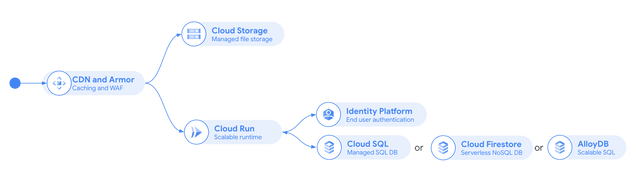 Cloud Storage
Managed file storage
CDN and Armor
Caching and WAF
Cloud Run
Scalable runtime
Identity Platform
End user authentication
Cloud SQL
Managed SQL DB
or
Cloud Firestore
Serverless NoSQL DB
or
AlloyDB
Scalable SQL